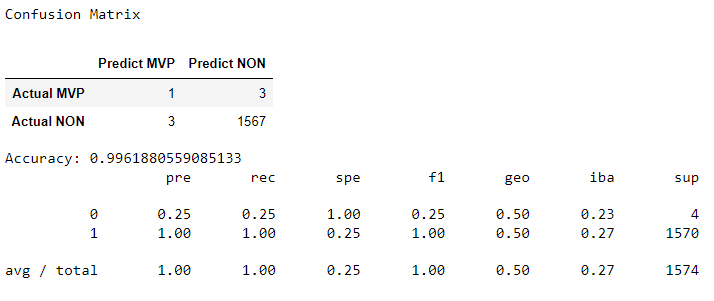 Confusion Matrix
Predict MVP Predict NON
Actual MVP 1 3
Actual NON 3 1567
Accuracy: 0.9961880559085133
pre rec spe f1 geo iba sup
0 0.25 0.25 1.00 0.25 0.50 0.23 4
1 1.00 1.00 0.25 1.00 0.50 0.27 1570
avg / total 1.00 1.00 0.25 1.00 0.50 0.27 1574